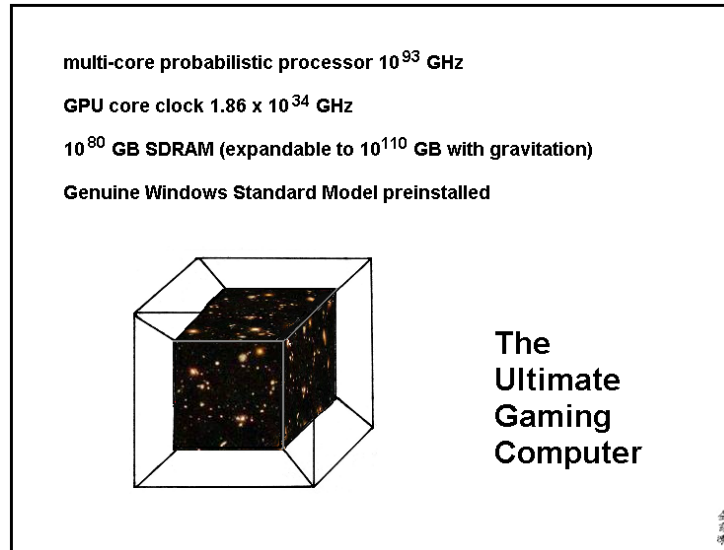 multi-core probabilistic processor 10⁹³ GHz
GPU core clock 1.86 x 10³⁴ GHz
10⁸⁰ GB SDRAM (expandable to 10¹¹⁰ GB with gravitation)
Genuine Windows Standard Model preinstalled
The
Ultimate
Gaming
Computer